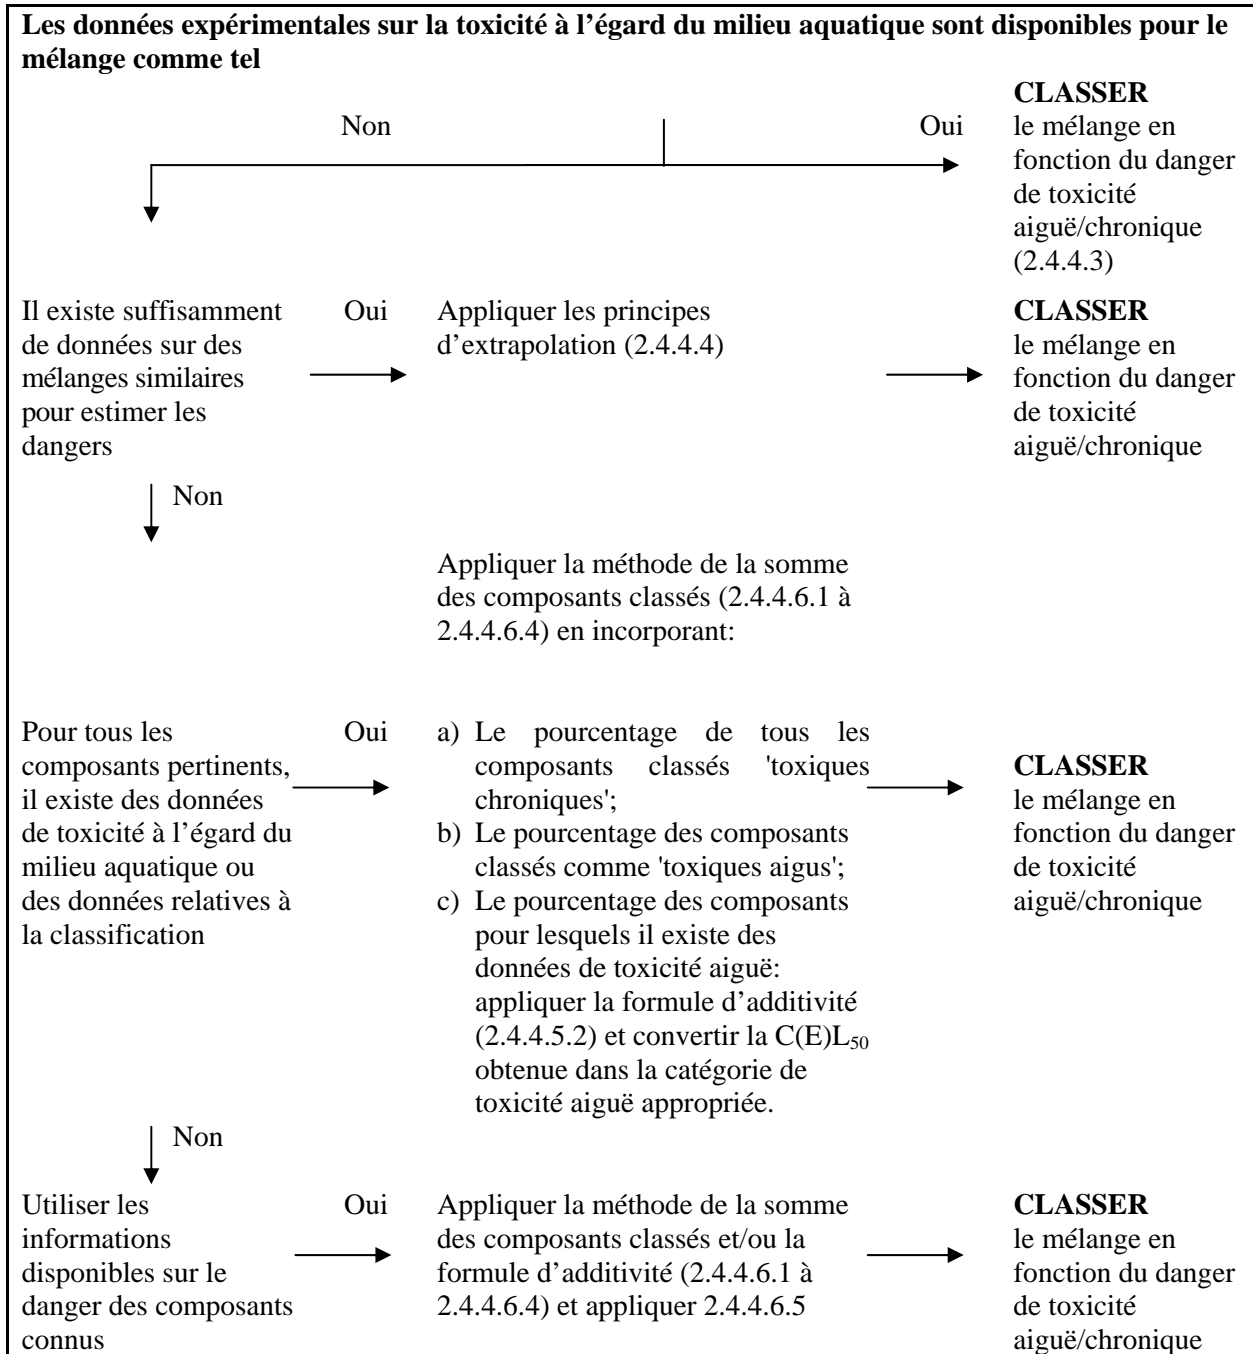 Les données expérimentales sur la toxicité à l’égard du milieu aquatique sont disponibles pour le
mélange comme tel
Non
Oui
CLASSER
le mélange en
fonction du danger
de toxicité
aiguë/chronique
(2.4.4.3)
Il existe suffisamment
de données sur des
mélanges similaires
pour estimer les
dangers
Oui
Appliquer les principes
d’extrapolation (2.4.4.4)
CLASSER
le mélange en
fonction du danger
de toxicité
aiguë/chronique
Non
Appliquer la méthode de la somme
des composants classés (2.4.4.6.1 à
2.4.4.6.4) en incorporant:
Pour tous les
composants pertinents,
il existe des données
de toxicité à l’égard du
milieu aquatique ou
des données relatives à
la classification
Oui
a) Le pourcentage de tous les
composants classés 'toxiques
chroniques';
b) Le pourcentage des composants
classés comme 'toxiques aigus';
c) Le pourcentage des composants
pour lesquels il existe des
données de toxicité aiguë:
appliquer la formule d’additivité
(2.4.4.5.2) et convertir la C(E)L50
obtenue dans la catégorie de
toxicité aiguë appropriée.
CLASSER
le mélange en
fonction du danger
de toxicité
aiguë/chronique
Non
Utiliser les
informations
disponibles sur le
danger des composants
connus
Oui
Appliquer la méthode de la somme
des composants classés et/ou la
formule d’additivité (2.4.4.6.1 à
2.4.4.6.4) et appliquer 2.4.4.6.5
CLASSER
le mélange en
fonction du danger
de toxicité
aiguë/chronique